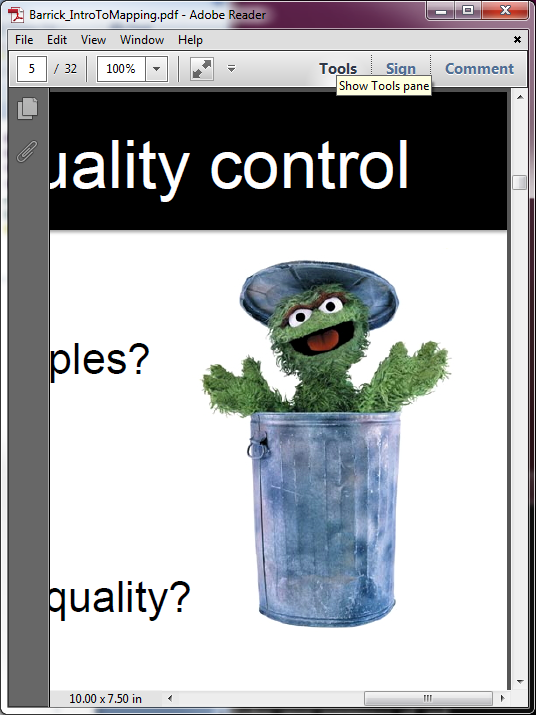 Barrick_IntroToMapping.pdf - Adobe Reader
File Edit View Window Help
5 / 32 100% Tools Sign Comment
Show Tools pane
uality control
ples?
quality?
10.00 x 7.50 in